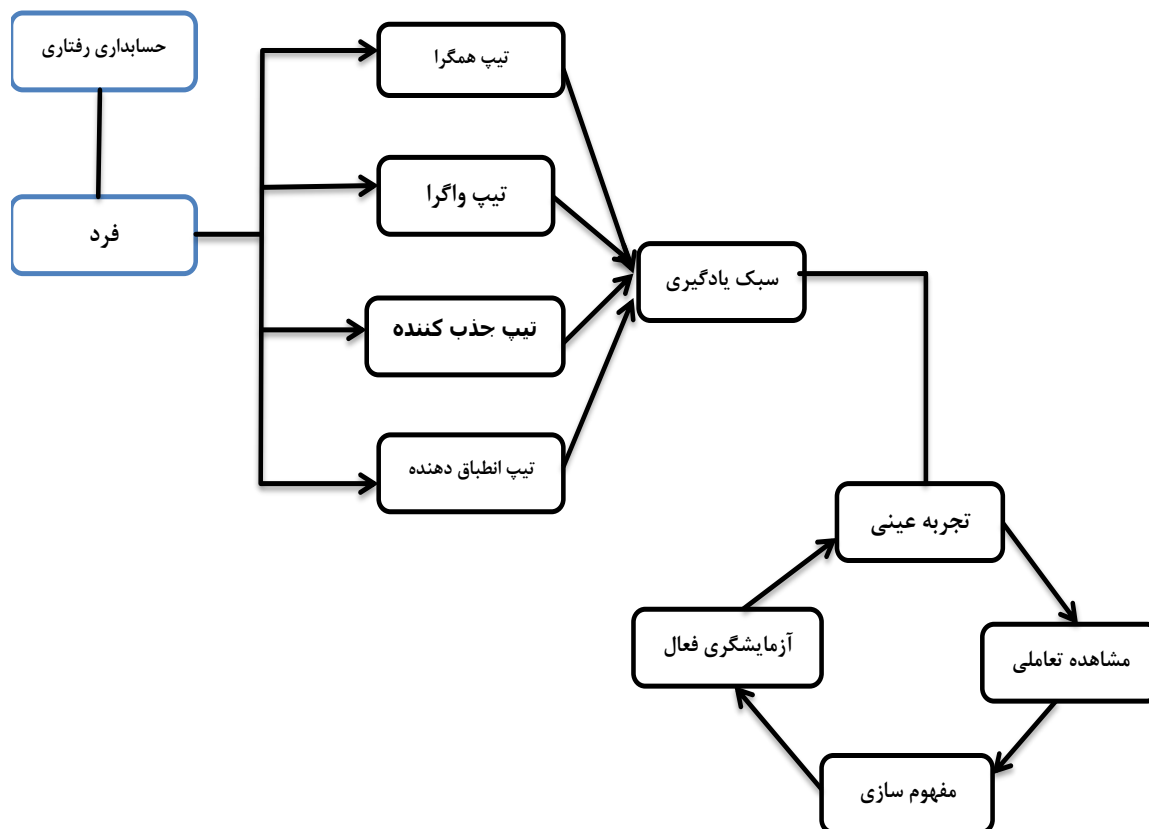 حسابداری رفتاری
فرد
تیپ همگرا
تیپ واگرا
تیپ جذب کننده
تیپ انطباق دهنده
سبک یادگیری
تجربه عینی
مشاهده تعاملی
مفهوم سازی
آزمایشگری فعال